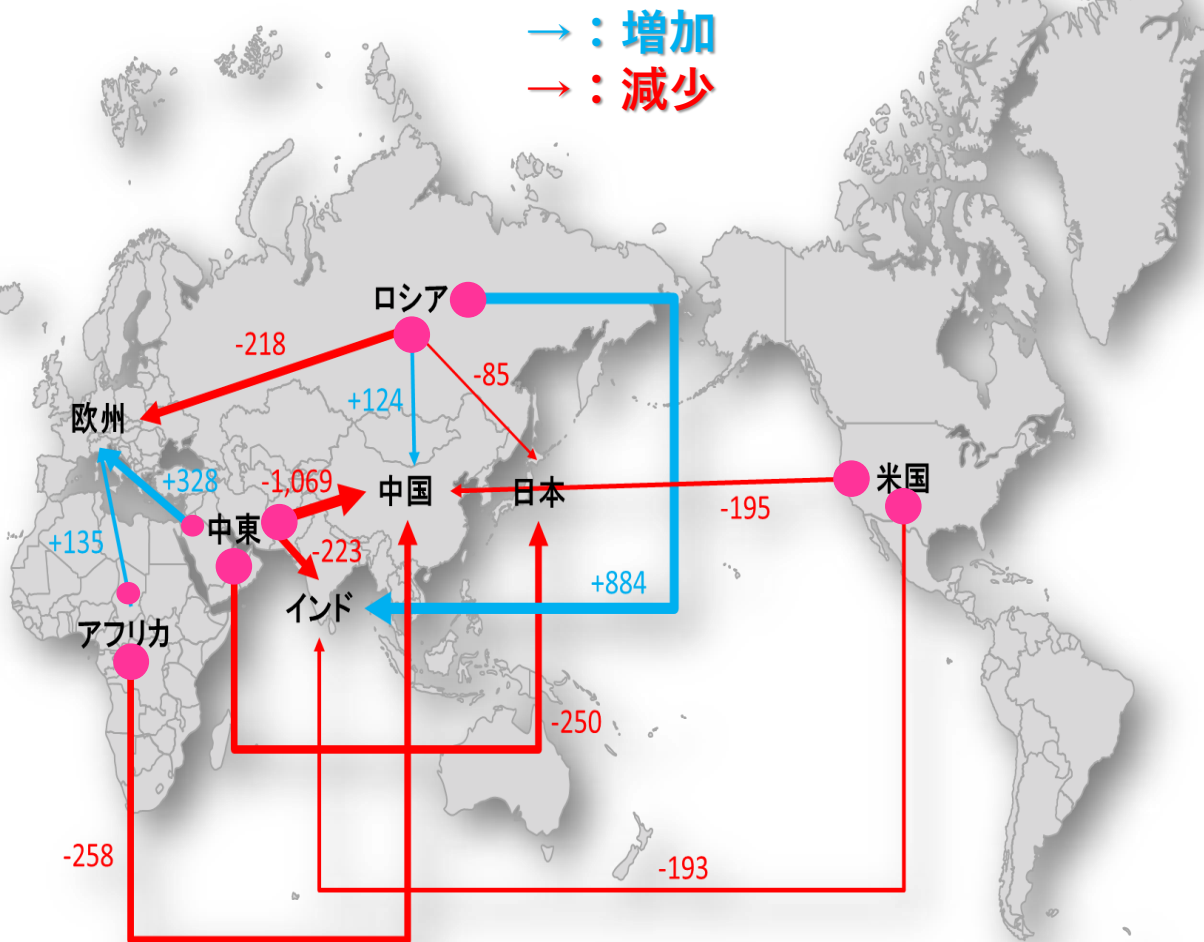 →：増加
→：減少
ロシア
-218
-85
+124
欧州
+328
-1,069
中国
日本
米国
-195
中東
+135
-223
+884
インド
アフリカ
-250
-258
-193